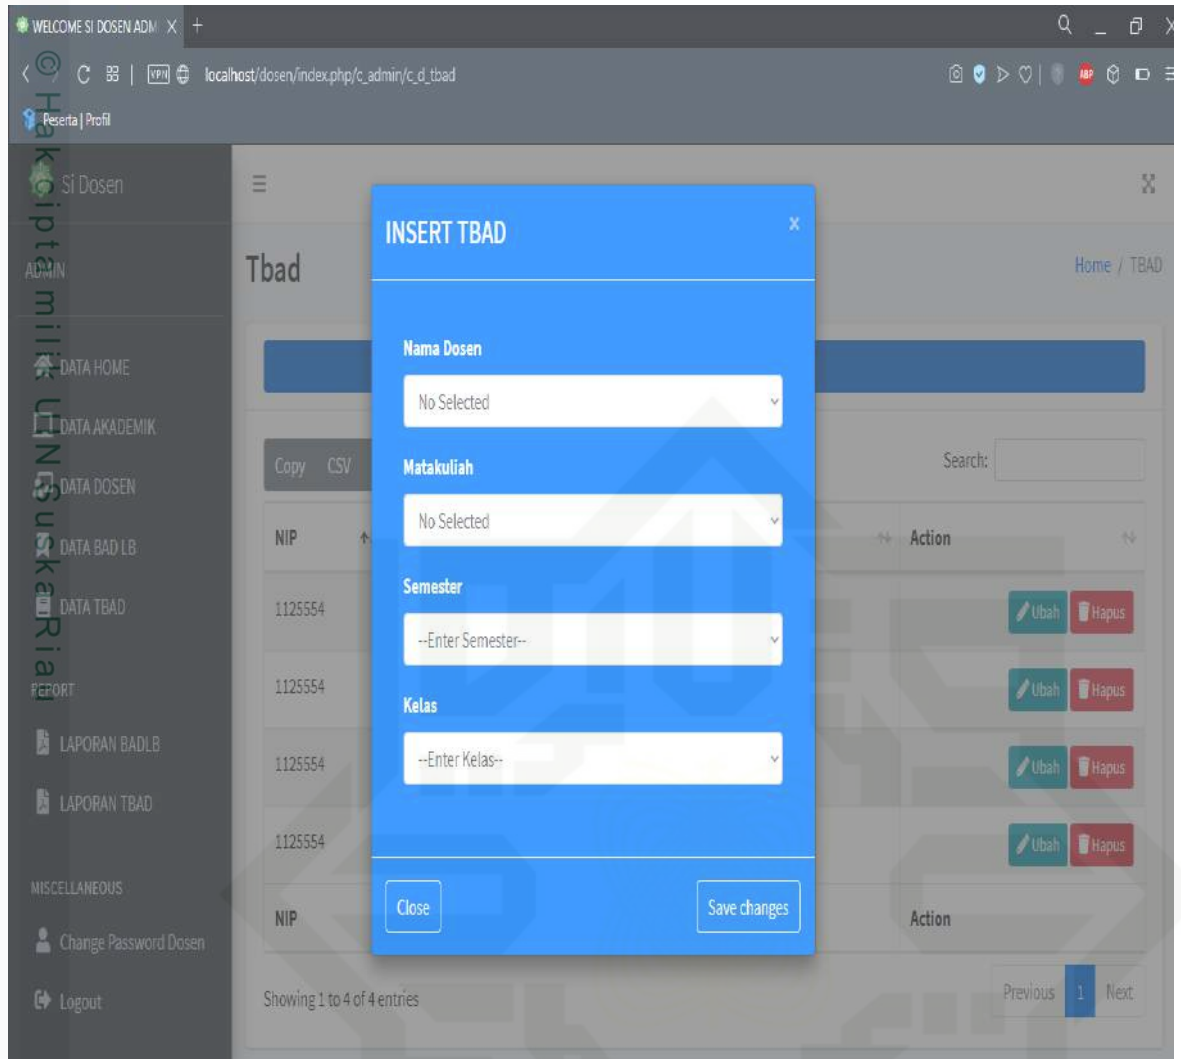 WELCOME SI DOSEN ADM
VPN localhost/dosen/index.php/c_admin/c_d_tbad ABP
Peserta | Profil
© Hak cipta milik UIN Suska Riau
Si Dosen
ADMIN
DATA HOME
DATA AKADEMIK
DATA DOSEN
DATA BAD LB
DATA TBAD
REPORT
LAPORAN BADLB
LAPORAN TBAD
MISCELLANEOUS
Change Password Dosen
Logout
Tbad
Home / TBAD
Copy CSV
Search:
NIP Action
1125554 Ubah Hapus
1125554 Ubah Hapus
1125554 Ubah Hapus
1125554 Ubah Hapus
NIP Action
Showing 1 to 4 of 4 entries
Previous 1 Next
INSERT TBAD x
Nama Dosen
No Selected
Matakuliah
No Selected
Semester
--Enter Semester--
Kelas
--Enter Kelas--
Close Save changes